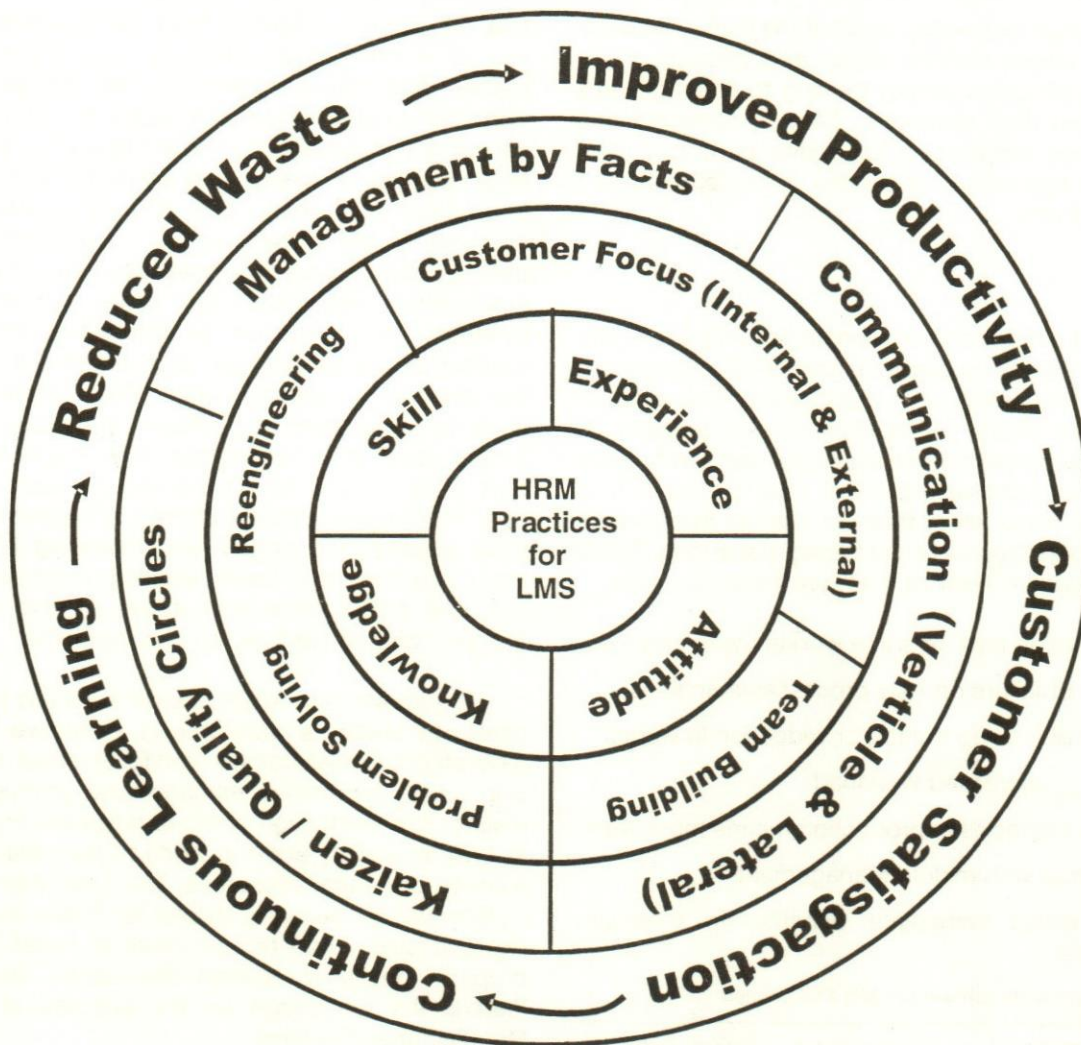 Improved Productivity
Customer Satisgaction
Continuous Learning
Reduced Waste
Management by Facts
Communication (Verticle & Lateral)
Kaizen / Quality Circles
Customer Focus (Internal & External)
Team Building
Problem Solving
Reengineering
Skill
Experience
Attitude
Knowledge
HRM
Practices
for
LMS